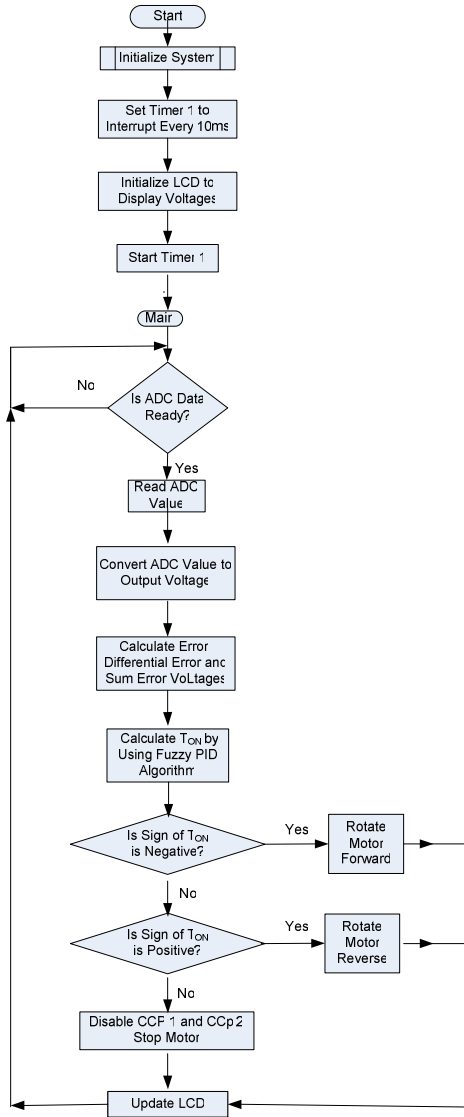 Start
Initialize System
Set Timer 1 to
Interrupt Every 10ms
Initialize LCD to
Display Voltages
Start Timer 1
Main
No
Is ADC Data
Ready?
Yes
Read ADC
Value
Convert ADC Value to
Output Voltage
Calculate Error
Differential Error and
Sum Error VoLtages
Calculate TON by
Using Fuzzy PID
Algorithm
Is Sign of TON
is Negative?
Yes
Rotate
Motor
Forward
No
Is Sign of TON
is Positive?
Yes
Rotate
Motor
Reverse
No
Disable CCP 1 and CCp2
Stop Motor
Update LCD